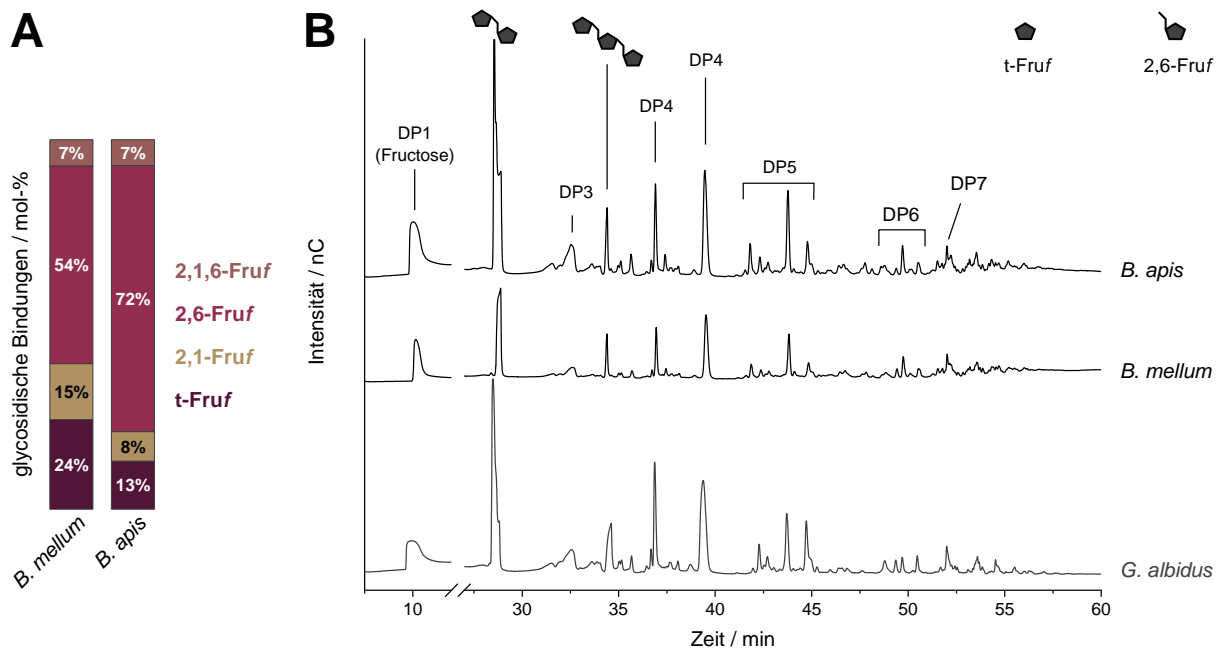 A
glycosidische Bindungen / mol-%
7%
54%
15%
24%
7%
72%
8%
13%
B. mellum
B. apis
2,1,6-Fruf
2,6-Fruf
2,1-Fruf
t-Fruf
B
t-Fruf
2,6-Fruf
DP1
(Fructose)
DP3
DP4
DP4
DP5
DP6
DP7
B. apis
B. mellum
G. albidus
Intensität / nC
10
30
35
40
45
50
55
60
Zeit / min